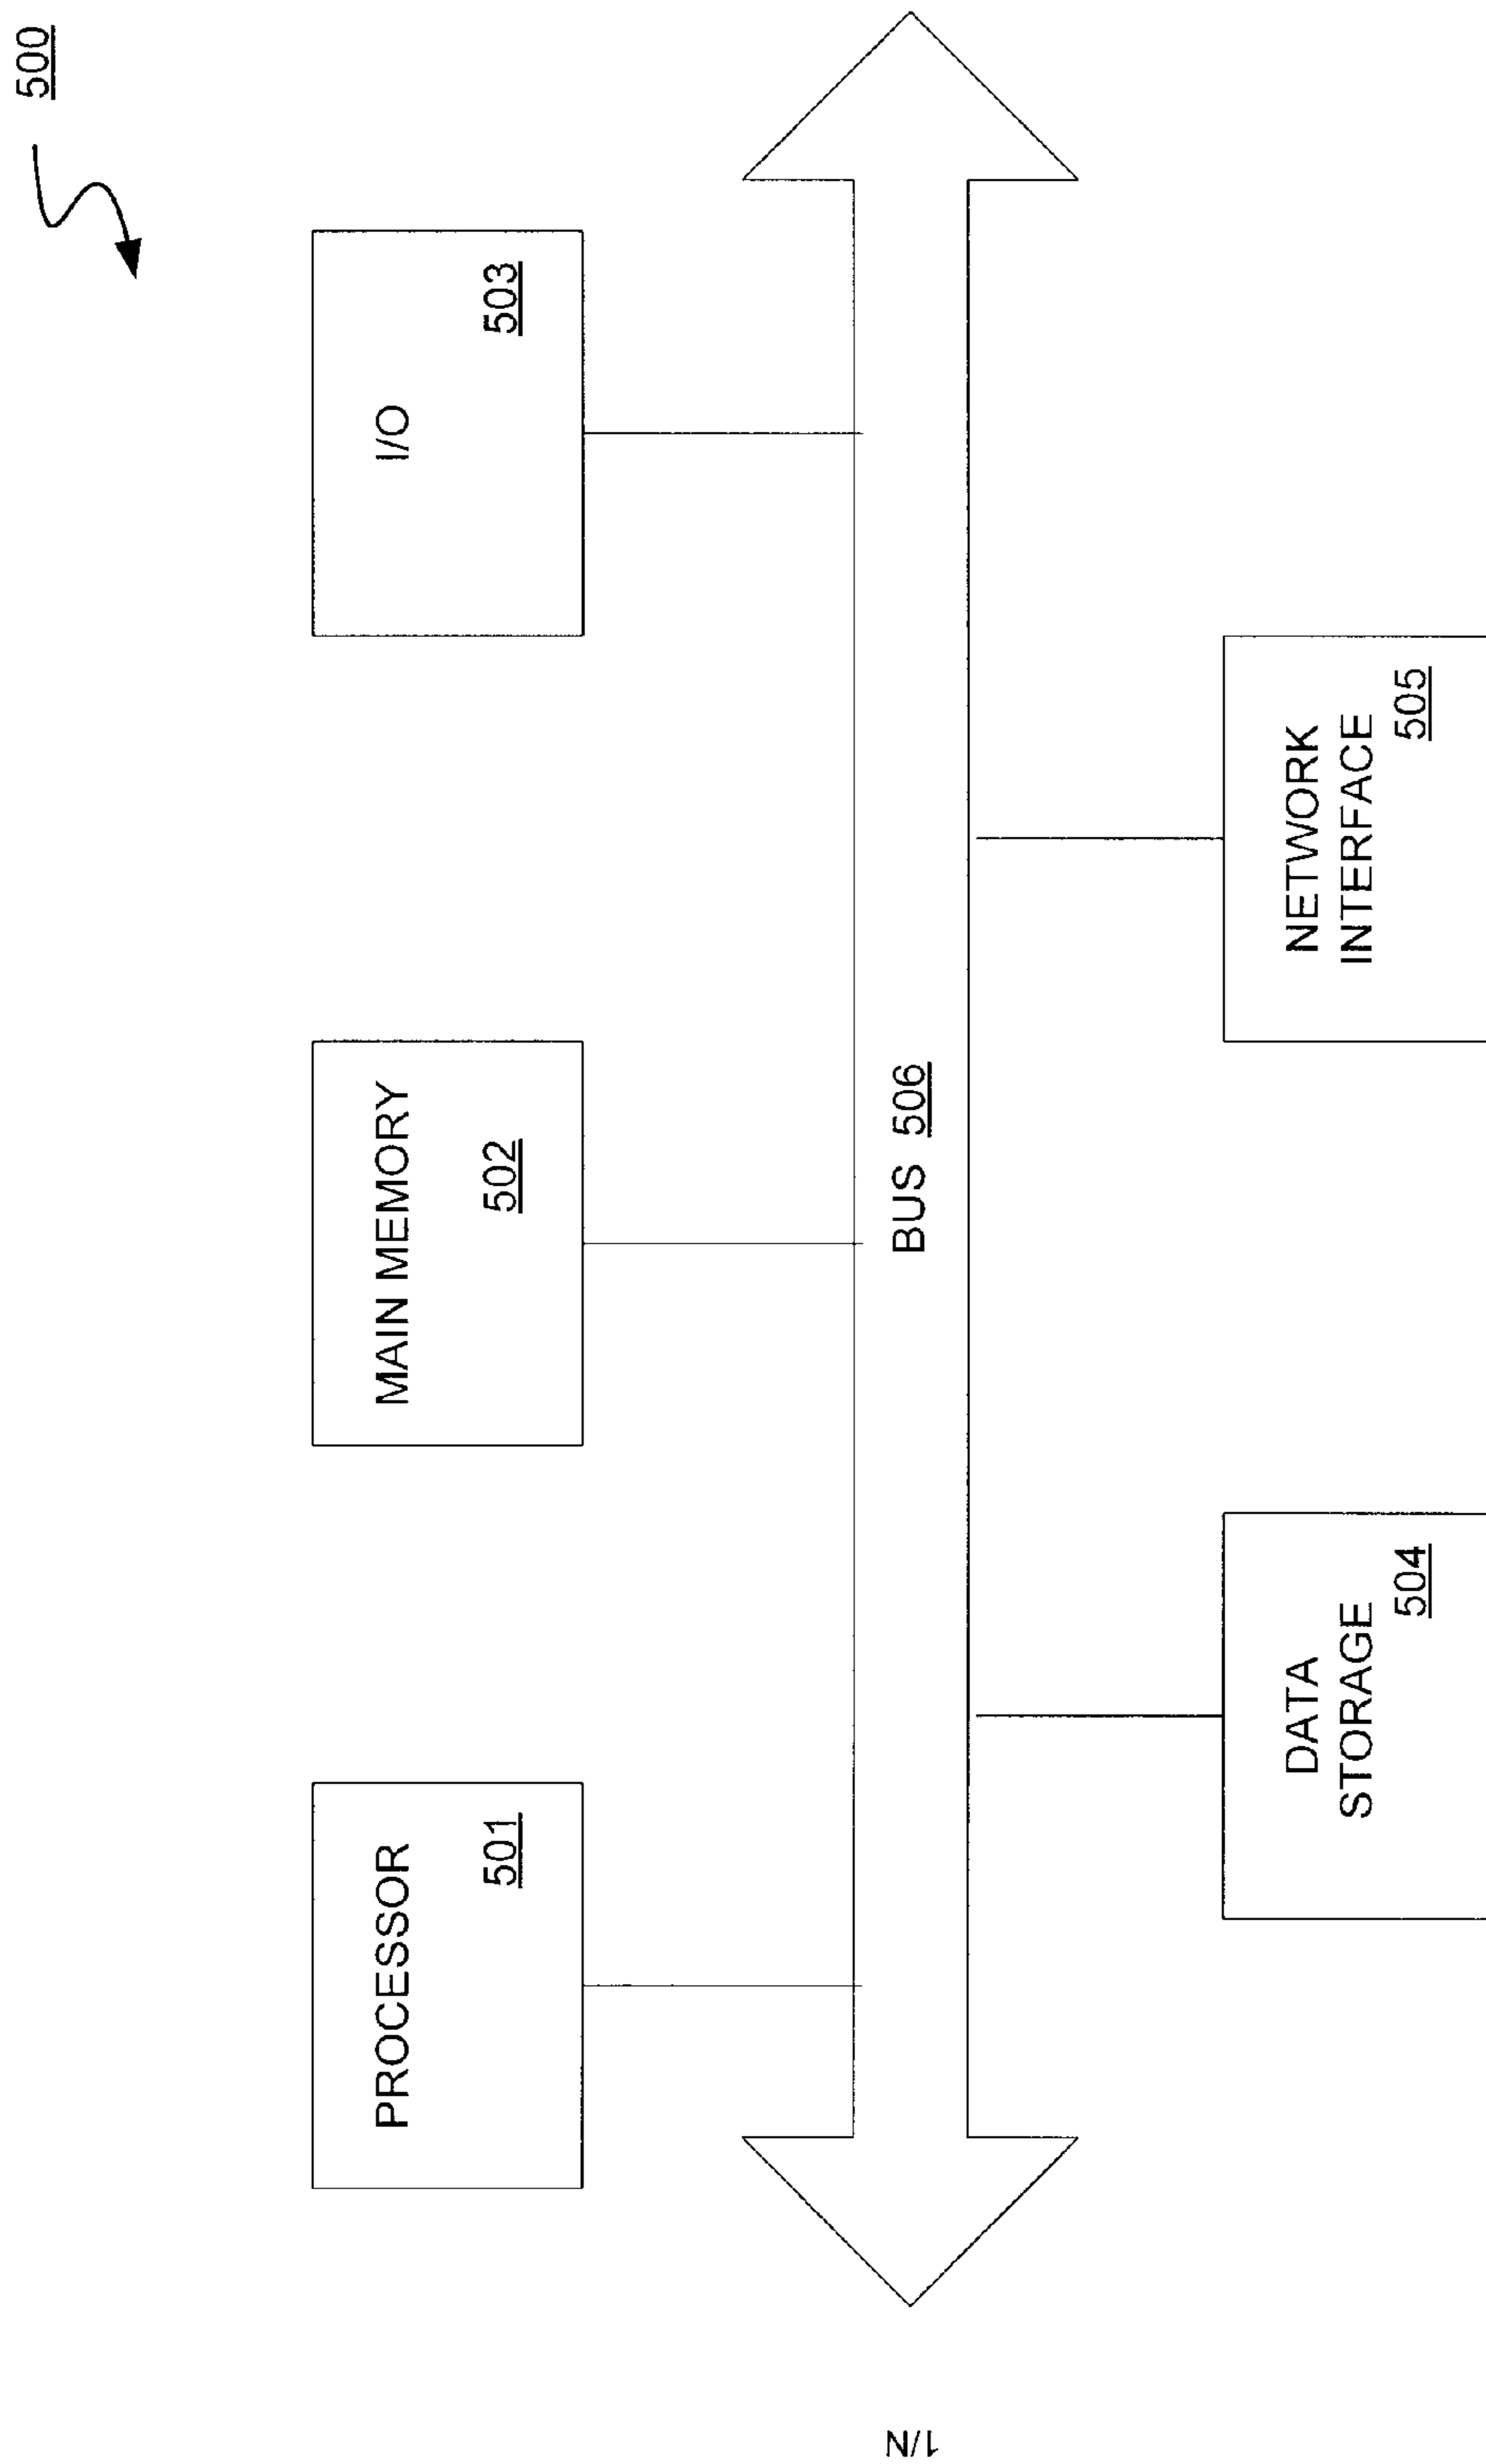 500
PROCESSOR
501
MAIN MEMORY
502
I/O
503
BUS 506
DATA
STORAGE
504
NETWORK
INTERFACE
505
1/N